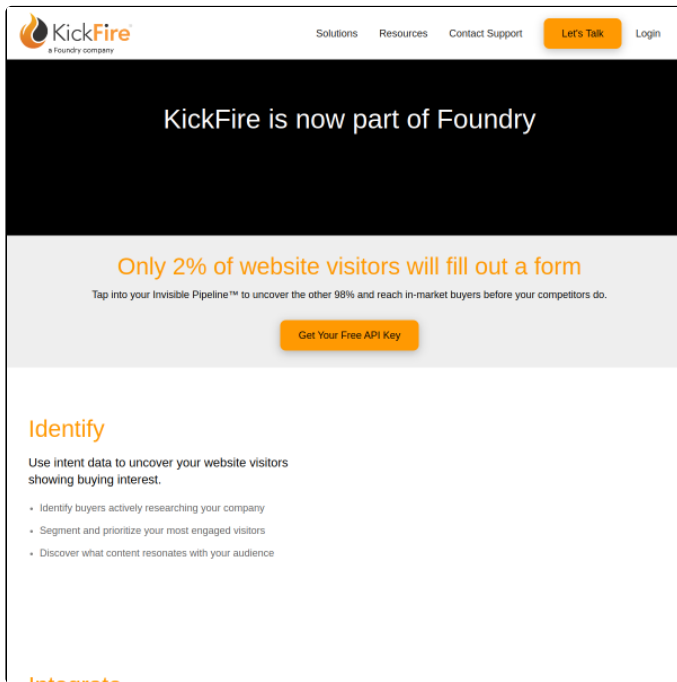 KickFire
a Foundry company
Solutions Resources Contact Support Let's Talk Login
KickFire is now part of Foundry
Only 2% of website visitors will fill out a form
Tap into your Invisible Pipeline™ to uncover the other 98% and reach in-market buyers before your competitors do.
Get Your Free API Key
Identify
Use intent data to uncover your website visitors
showing buying interest.
• Identify buyers actively researching your company
• Segment and prioritize your most engaged visitors
• Discover what content resonates with your audience
Integrate